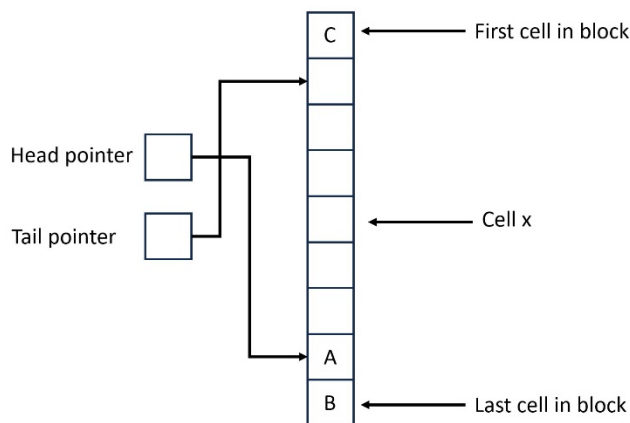 C
First cell in block
Head pointer
Tail pointer
Cell x
A
B
Last cell in block